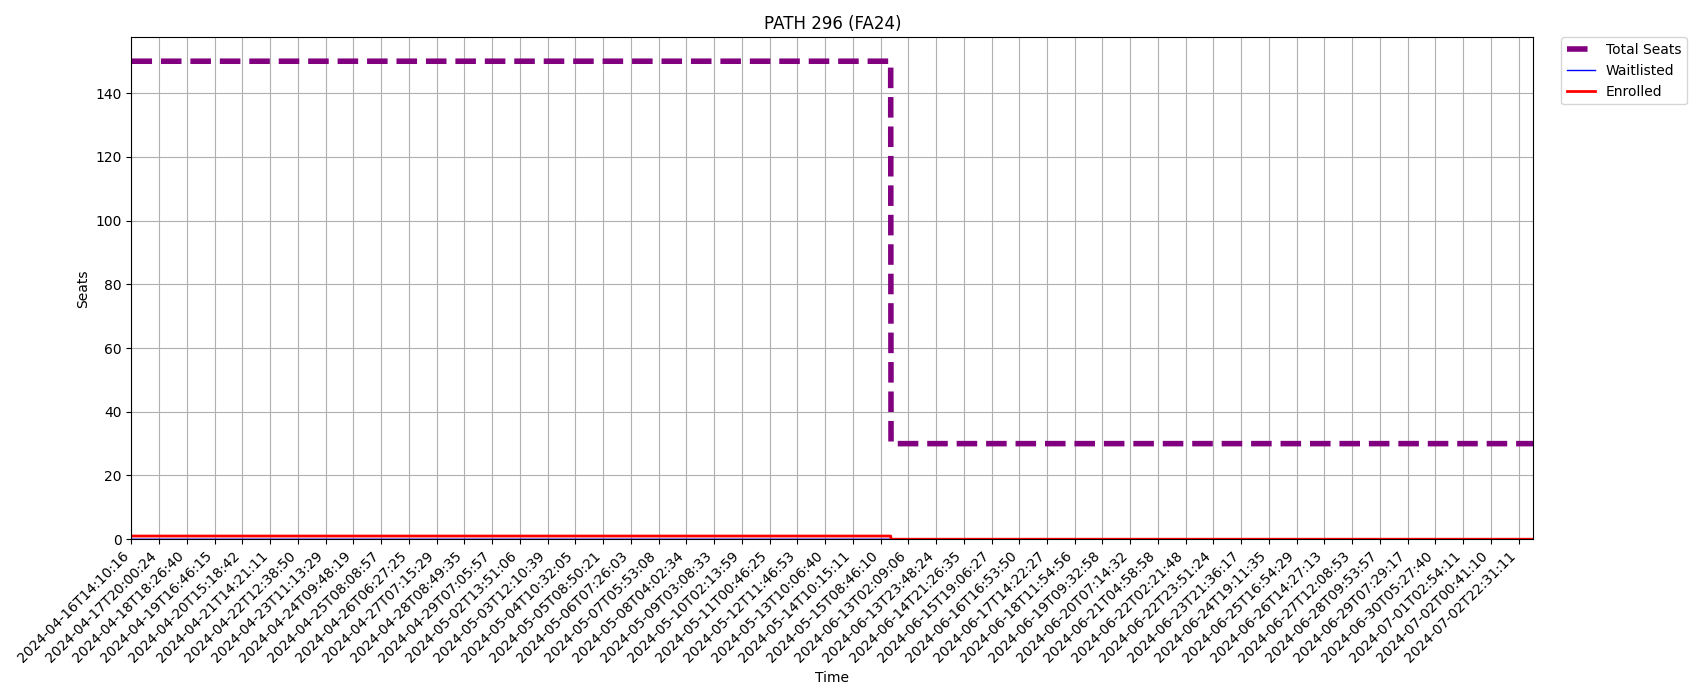 PATH 296 (FA24)
Total Seats
Waitlisted
Enrolled
Seats
140
120
100
80
60
40
20
0
2024-04-16T14:10:16
2024-04-17T20:00:24
2024-04-18T18:26:40
2024-04-19T16:46:15
2024-04-20T15:18:42
2024-04-21T14:21:11
2024-04-22T12:38:50
2024-04-23T11:13:29
2024-04-24T09:48:19
2024-04-25T08:08:57
2024-04-26T06:27:25
2024-04-27T07:15:29
2024-04-28T08:49:35
2024-04-29T07:05:57
2024-05-02T13:51:06
2024-05-03T12:10:39
2024-05-04T10:32:05
2024-05-05T08:50:21
2024-05-06T07:26:03
2024-05-07T05:53:08
2024-05-08T04:02:34
2024-05-09T03:08:33
2024-05-10T02:13:59
2024-05-11T00:46:25
2024-05-12T11:46:53
2024-05-13T10:06:40
2024-05-14T10:15:11
2024-05-15T08:46:10
2024-06-13T02:09:06
2024-06-13T23:48:24
2024-06-14T21:26:35
2024-06-15T19:06:27
2024-06-16T16:53:50
2024-06-17T14:22:27
2024-06-18T11:54:56
2024-06-19T09:32:58
2024-06-20T07:14:32
2024-06-21T04:58:58
2024-06-22T02:21:48
2024-06-22T23:51:24
2024-06-23T21:36:17
2024-06-24T19:11:35
2024-06-25T16:54:29
2024-06-26T14:27:13
2024-06-27T12:08:53
2024-06-28T09:53:57
2024-06-29T07:29:17
2024-06-30T05:27:40
2024-07-01T02:54:11
2024-07-02T00:41:10
2024-07-02T22:31:11
Time